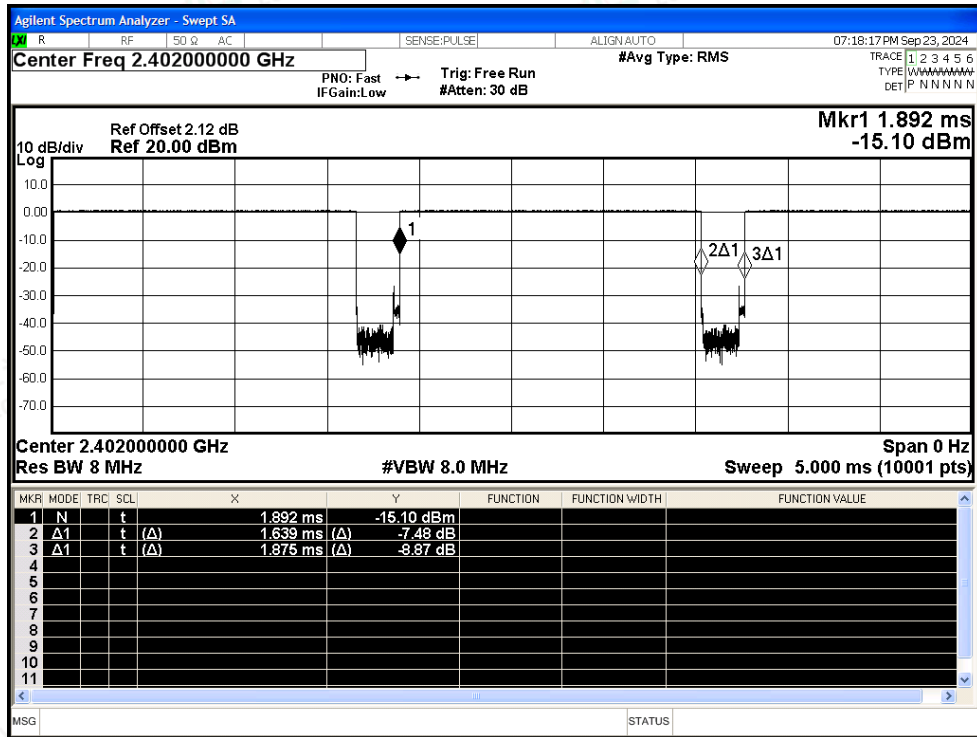 Agilent Spectrum Analyzer - Swept SA
LXI R RF 50 Ω AC SENSE:PULSE ALIGN AUTO 07:18:17 PM Sep 23, 2024
Center Freq 2.402000000 GHz #Avg Type: RMS TRACE 1 2 3 4 5 6
PNO: Fast Trig: Free Run TYPE WWWWWW
IFGain:Low #Atten: 30 dB DET P N N N N N
Mkr1 1.892 ms
Ref Offset 2.12 dB
10 dB/div Ref 20.00 dBm -15.10 dBm
Log
10.0
0.00
1
-10.0
2Δ1 3Δ1
-20.0
-30.0
-40.0
-50.0
-60.0
-70.0
Center 2.402000000 GHz Span 0 Hz
Res BW 8 MHz #VBW 8.0 MHz Sweep 5.000 ms (10001 pts)
MKR MODE TRC SCL X Y FUNCTION FUNCTION WIDTH FUNCTION VALUE
1 N t 1.892 ms -15.10 dBm
2 Δ1 t (Δ) 1.639 ms (Δ) -7.48 dB
3 Δ1 t (Δ) 1.875 ms (Δ) -8.87 dB
4
5
6
7
8
9
10
11
MSG STATUS